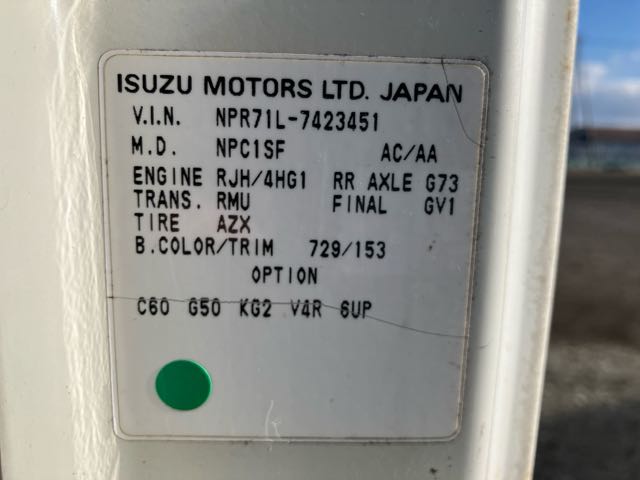 ISUZU MOTORS LTD. JAPAN
V.I.N. NPR71L-7423451
M.D. NPC1SF AC/AA
ENGINE RJH/4HG1 RR AXLE G73
TRANS. RMU FINAL GV1
TIRE AZX
B.COLOR/TRIM 729/153
OPTION
C60 G50 KG2 V4R 6UP